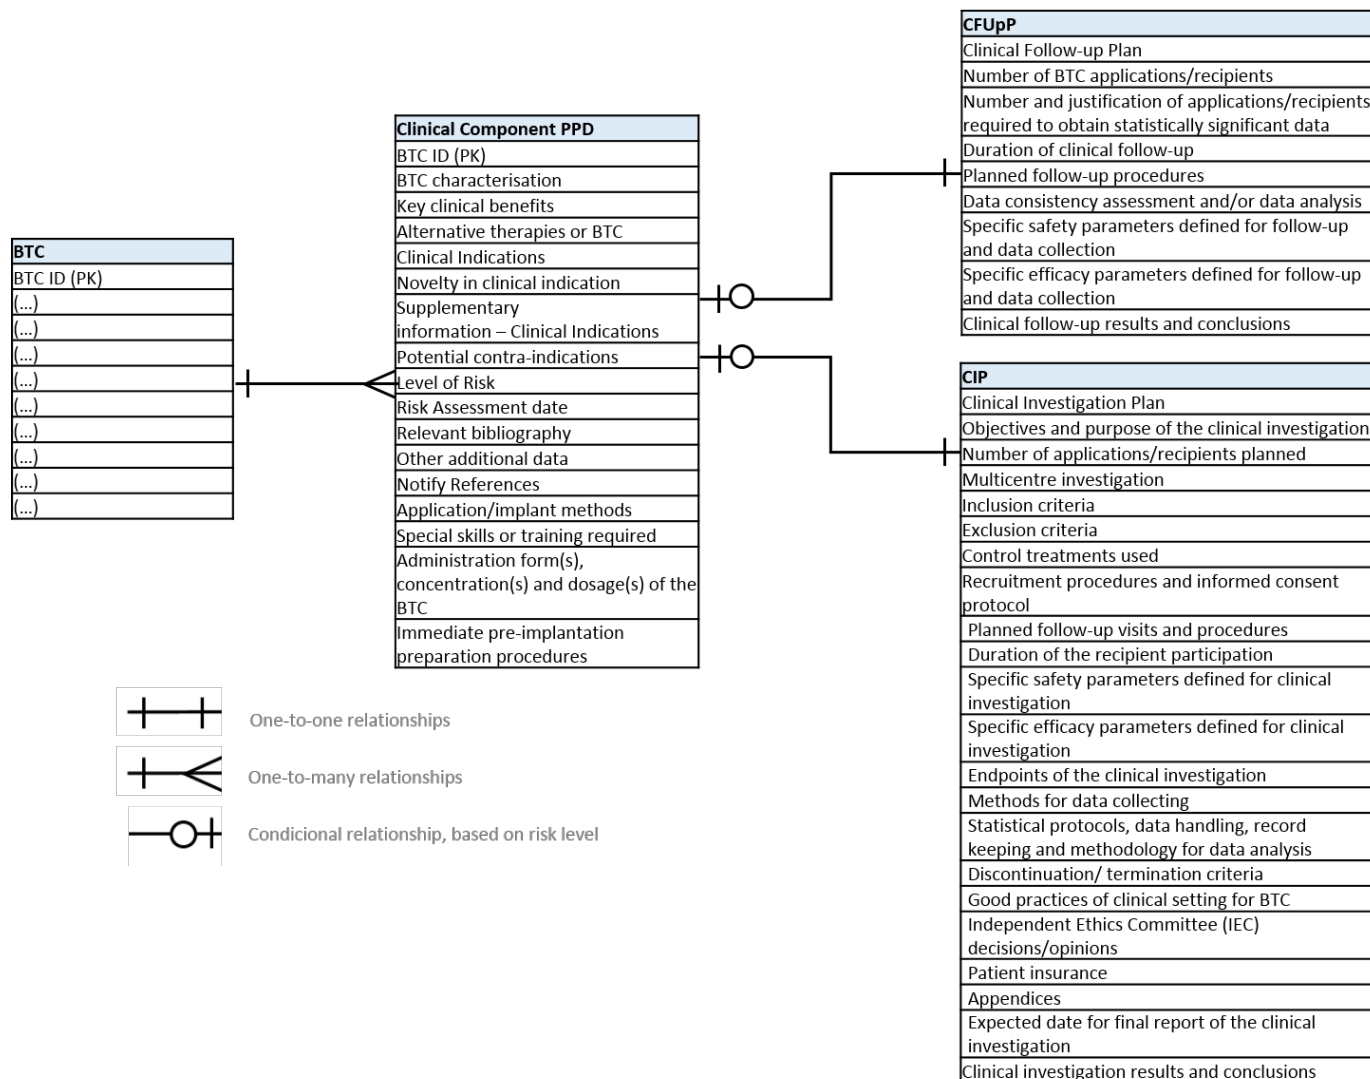 BTC
BTC ID (PK)
(...)
(...)
(...)
(...)
(...)
(...)
(...)
(...)
(...)
Clinical Component PPD
BTC ID (PK)
BTC characterisation
Key clinical benefits
Alternative therapies or BTC
Clinical Indications
Novelty in clinical indication
Supplementary
information – Clinical Indications
Potential contra-indications
Level of Risk
Risk Assessment date
Relevant bibliography
Other additional data
Notify References
Application/implant methods
Special skills or training required
Administration form(s),
concentration(s) and dosage(s) of the
BTC
Immediate pre-implantation
preparation procedures
CFUpP
Clinical Follow-up Plan
Number of BTC applications/recipients
Number and justification of applications/recipients
required to obtain statistically significant data
Duration of clinical follow-up
Planned follow-up procedures
Data consistency assessment and/or data analysis
Specific safety parameters defined for follow-up
and data collection
Specific efficacy parameters defined for follow-up
and data collection
Clinical follow-up results and conclusions
CIP
Clinical Investigation Plan
Objectives and purpose of the clinical investigation
Number of applications/recipients planned
Multicentre investigation
Inclusion criteria
Exclusion criteria
Control treatments used
Recruitment procedures and informed consent
protocol
Planned follow-up visits and procedures
Duration of the recipient participation
Specific safety parameters defined for clinical
investigation
Specific efficacy parameters defined for clinical
investigation
Endpoints of the clinical investigation
Methods for data collecting
Statistical protocols, data handling, record
keeping and methodology for data analysis
Discontinuation/ termination criteria
Good practices of clinical setting for BTC
Independent Ethics Committee (IEC)
decisions/opinions
Patient insurance
Appendices
Expected date for final report of the clinical
investigation
Clinical investigation results and conclusions
One-to-one relationships
One-to-many relationships
Condicional relationship, based on risk level